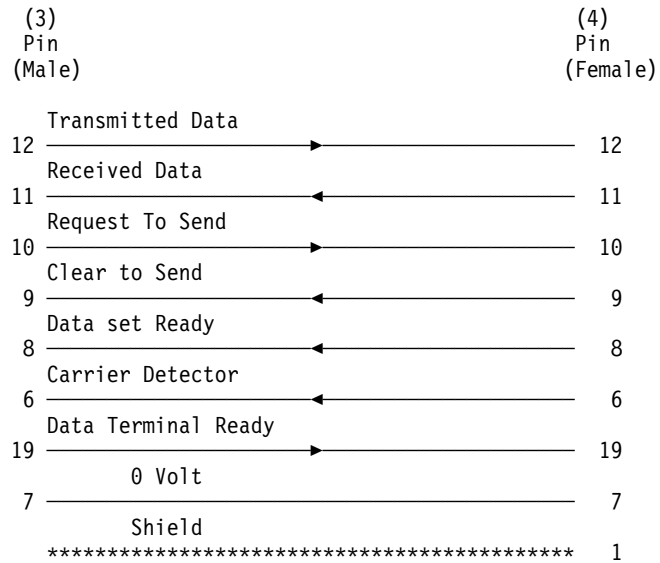 (3) (4)
Pin Pin
(Male) (Female)
Transmitted Data
12 12
Received Data
11 11
Request To Send
10 10
Clear to Send
9 9
Data set Ready
8 8
Carrier Detector
6 6
Data Terminal Ready
19 19
0 Volt
7 7
Shield
******************************************** 1